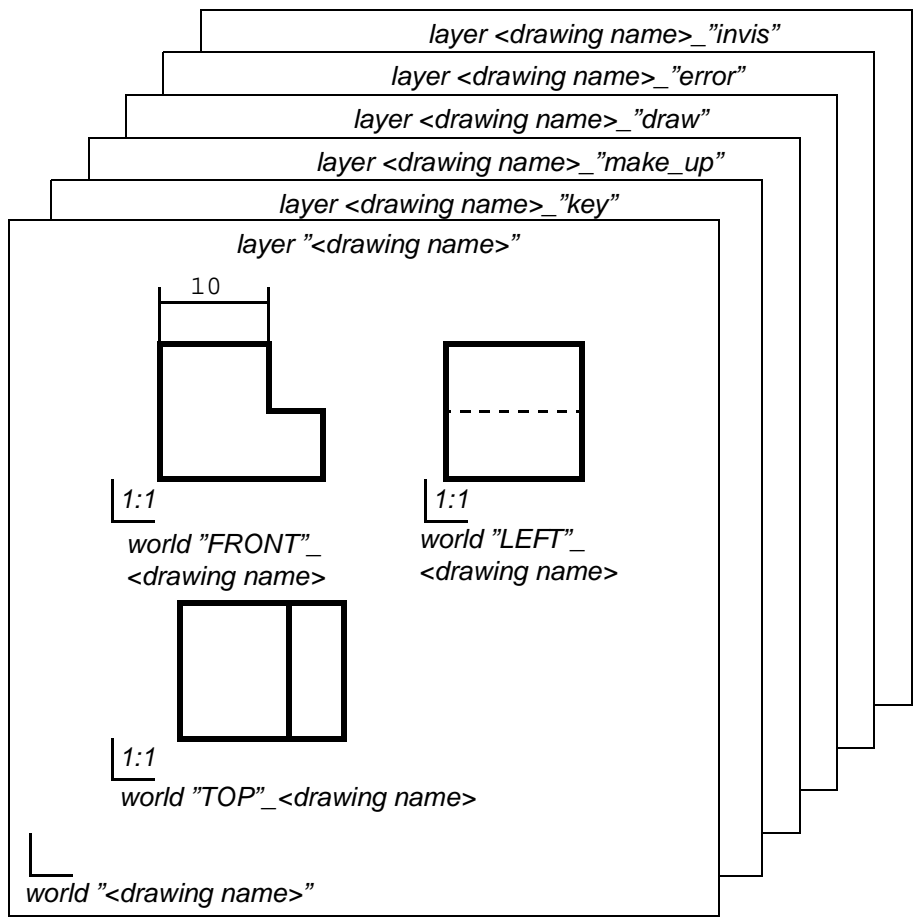 layer <drawing name>_”invis”
layer <drawing name>_”error”
layer <drawing name>_”draw”
layer <drawing name>_”make_up”
layer <drawing name>_”key”
layer ”<drawing name>”
10
1:1
world ”FRONT”_
<drawing name>
1:1
world ”LEFT”_
<drawing name>
1:1
world ”TOP”_<drawing name>
world ”<drawing name>”